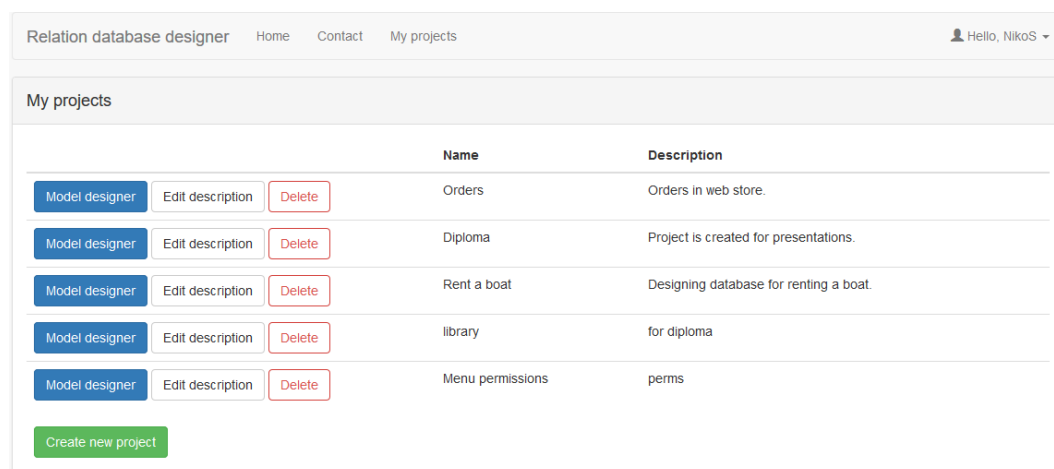 Relation database designer Home Contact My projects Hello, NikoS
My projects
Name Description
Model designer Edit description Delete Orders Orders in web store.
Model designer Edit description Delete Diploma Project is created for presentations.
Model designer Edit description Delete Rent a boat Designing database for renting a boat.
Model designer Edit description Delete library for diploma
Model designer Edit description Delete Menu permissions perms
Create new project